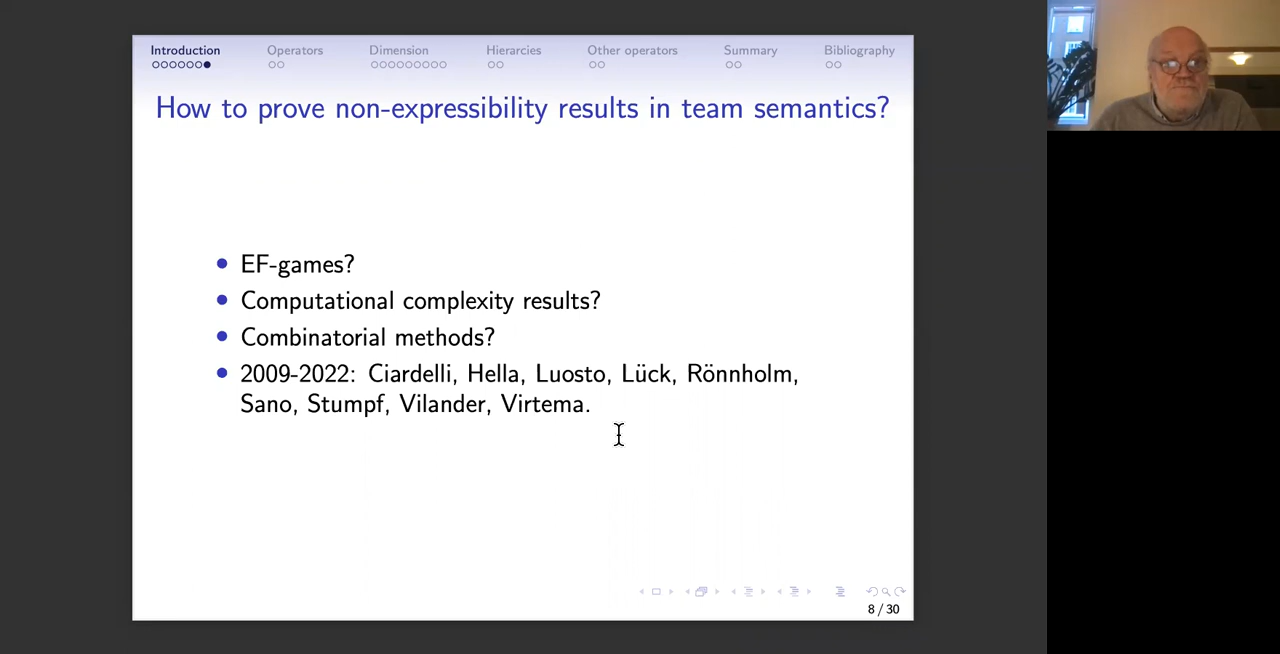 Introduction Operators Dimension Hierarcies Other operators Summary Bibliography
How to prove non-expressibility results in team semantics?
EF-games?
Computational complexity results?
Combinatorial methods?
2009-2022: Ciardelli, Hella, Luosto, Lück, Rönnholm,
Sano, Stumpf, Vilander, Virtema.
8 / 30